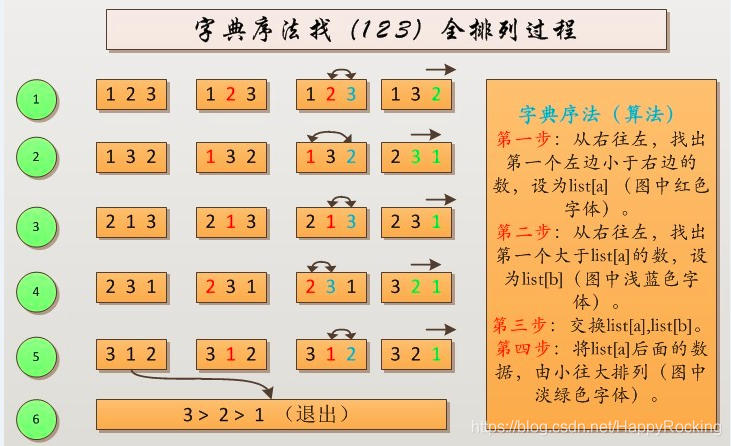 字典序法找（123）全排列过程
1 1 2 3 1 2 3 1 2 3 1 3 2
2 1 3 2 1 3 2 1 3 2 2 3 1
3 2 1 3 2 1 3 2 1 3 2 3 1
4 2 3 1 2 3 1 2 3 1 3 2 1
5 3 1 2 3 1 2 3 1 2 3 2 1
6 3 > 2 > 1 （退出）
字典序法（算法）
第一步：从右往左，找出
第一个左边小于右边的
数，设为list[a]（图中红色
字体）。
第二步：从右往左，找出
第一个大于list[a]的数，设
为list[b]（图中浅蓝色字
体）。
第三步：交换list[a],list[b]。
第四步：将list[a]后面的数
据，由小往大排列（图中
淡绿色字体）。
https://blog.csdn.net/HappyRocking